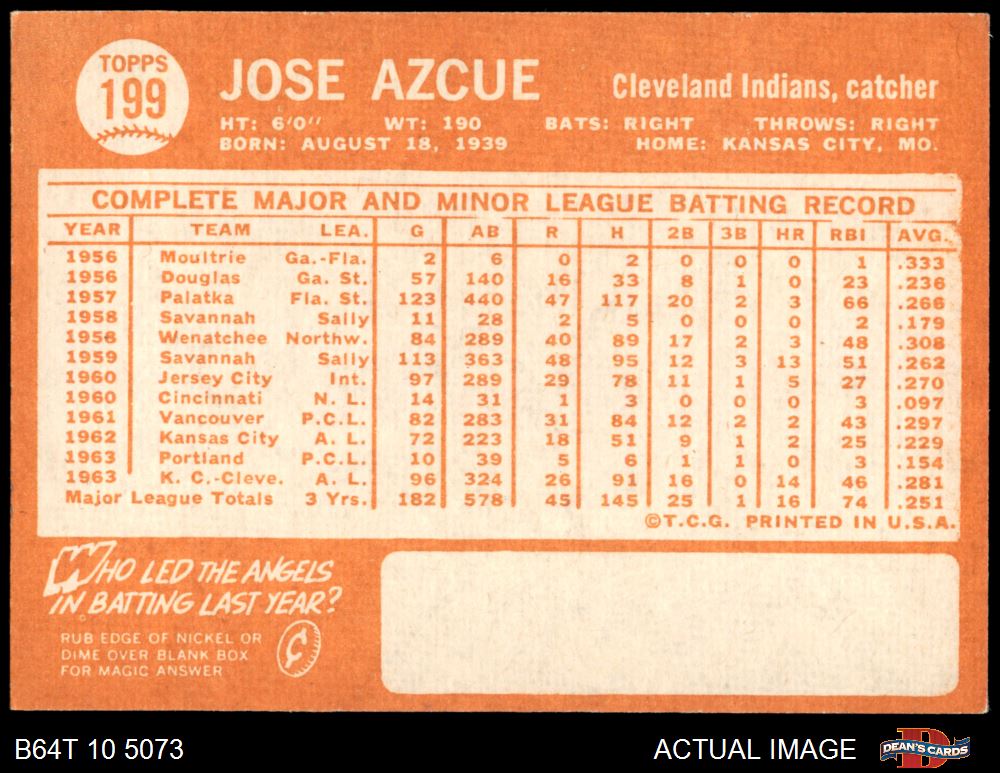 TOPPS
199
JOSE AZCUE
Cleveland Indians, catcher
HT: 6'0" WT: 190 BATS: RIGHT THROWS: RIGHT
BORN: AUGUST 18, 1939 HOME: KANSAS CITY, MO.
COMPLETE MAJOR AND MINOR LEAGUE BATTING RECORD
YEAR TEAM LEA. G AB R H 2B 3B HR RBI AVG.
1956 Moultrie Ga.-Fla. 2 6 0 2 0 0 0 1 .333
1956 Douglas Ga. St. 57 140 16 33 8 1 0 23 .236
1957 Palatka Fla. St. 123 440 47 117 20 2 3 66 .266
1958 Savannah Sally 11 28 2 5 0 0 0 2 .179
1958 Wenatchee Northw. 84 289 40 89 17 2 3 48 .308
1959 Savannah Sally 113 363 48 95 12 3 13 51 .262
1960 Jersey City Int. 97 289 29 78 11 1 5 27 .270
1960 Cincinnati N. L. 14 31 1 3 0 0 0 3 .097
1961 Vancouver P.C.L. 82 283 31 84 12 2 2 43 .297
1962 Kansas City A. L. 72 223 18 51 9 1 2 25 .229
1963 Portland P.C.L. 10 39 5 6 1 1 0 3 .154
1963 K. C.-Cleve. A. L. 96 324 26 91 16 0 14 46 .281
Major League Totals 3 Yrs. 182 578 45 145 25 1 16 74 .251
©T.C.G. PRINTED IN U.S.A.
WHO LED THE ANGELS
IN BATTING LAST YEAR?
RUB EDGE OF NICKEL OR
DIME OVER BLANK BOX
FOR MAGIC ANSWER
B64T 10 5073
ACTUAL IMAGE
DEAN'S CARDS